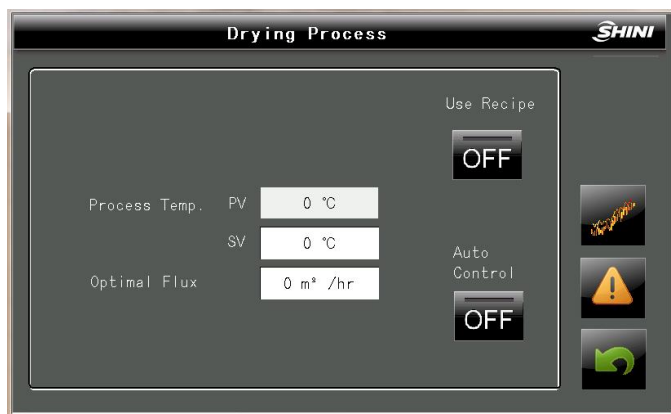 Drying Process
SHINI
Use Recipe
OFF
Process Temp. PV 0 °C
SV 0 °C
Auto
Control
Optimal Flux 0 m³ /hr
OFF